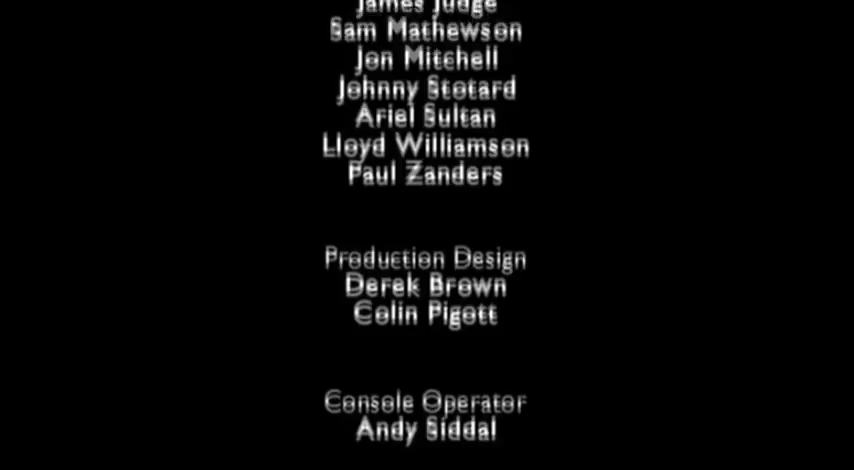 James Judge
Sam Mathewson
Jon Mitchell
Johnny Stotard
Ariel Sultan
Lloyd Williamson
Paul Zanders
Production Design
Derek Brown
Colin Pigott
Console Operator
Andy Siddal